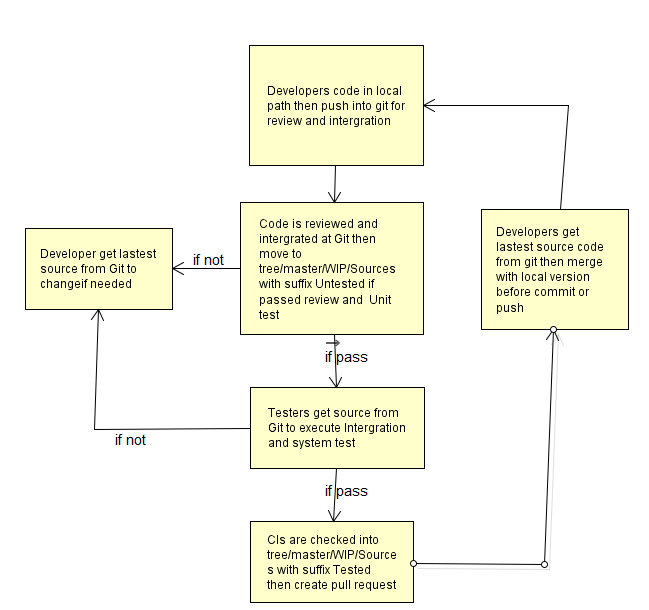 Developers code in local
path then push into git for
review and intergration
Code is reviewed and
intergrated at Git then
move to
tree/master/WIP/Sources
with suffix Untested if
passed review and Unit
test
Developer get lastest
source from Git to
changeif needed
if not
Developers get
lastest source code
from git then merge
with local version
before commit or
push
if pass
Testers get source from
Git to execute Intergration
and system test
if not
if pass
CIs are checked into
tree/master/WIP/Source
s with suffix Tested
then create pull request